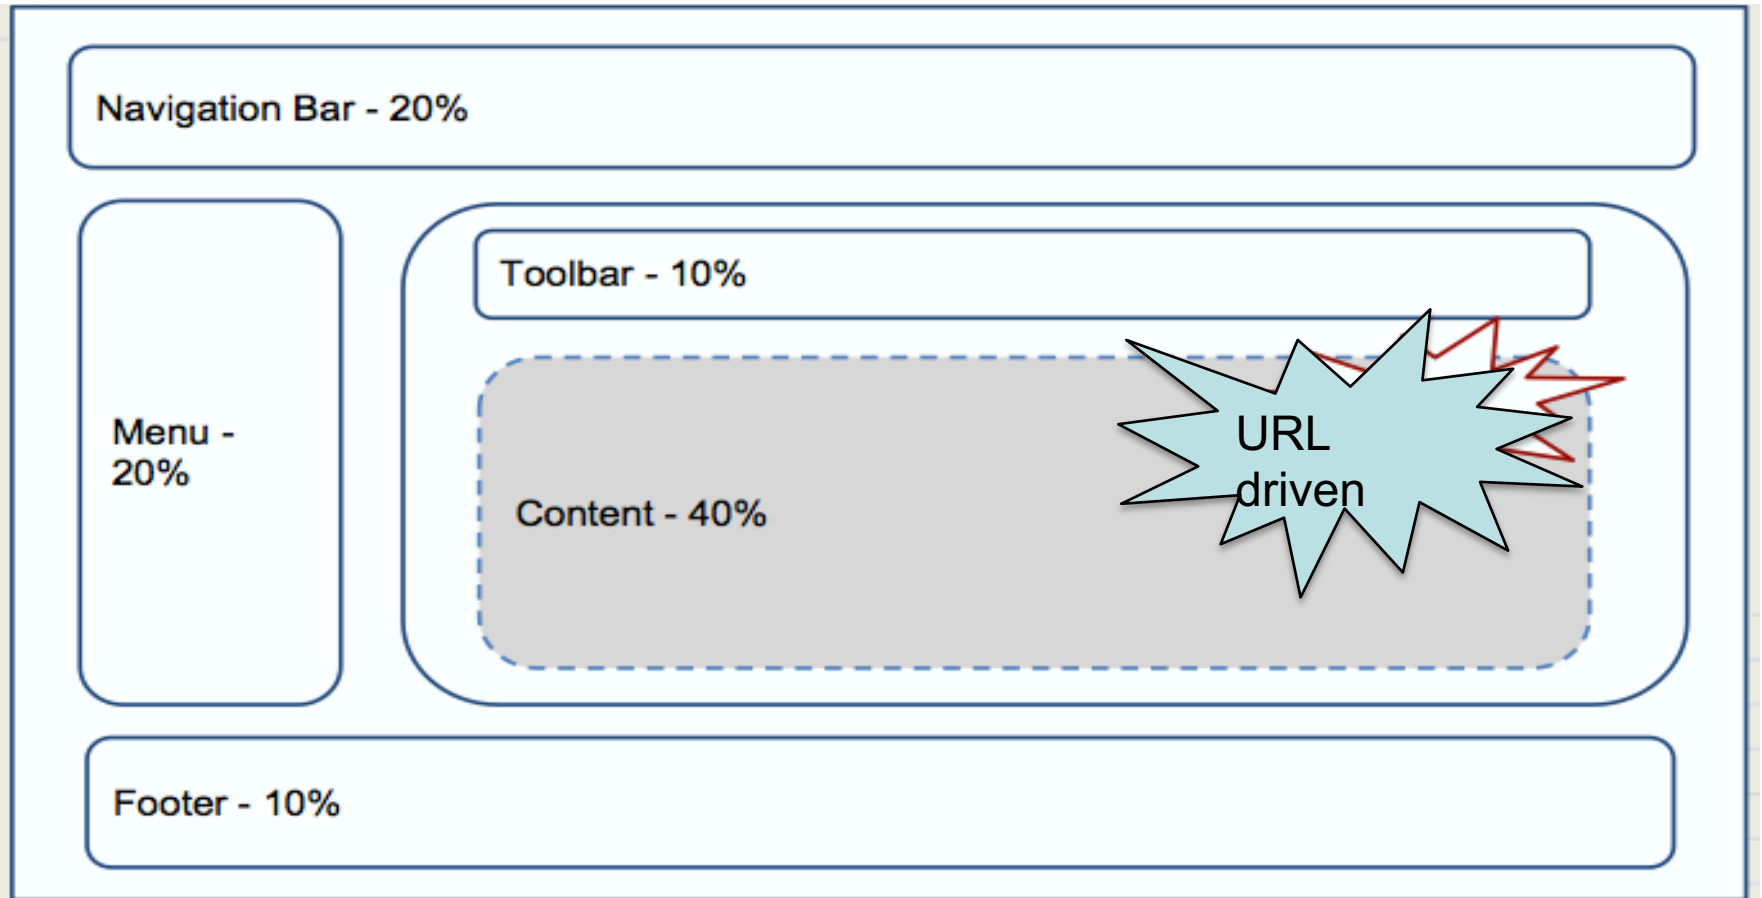 Navigation Bar - 20%
Toolbar - 10%
Menu -
20%
Content - 40%
URL
driven
Footer - 10%